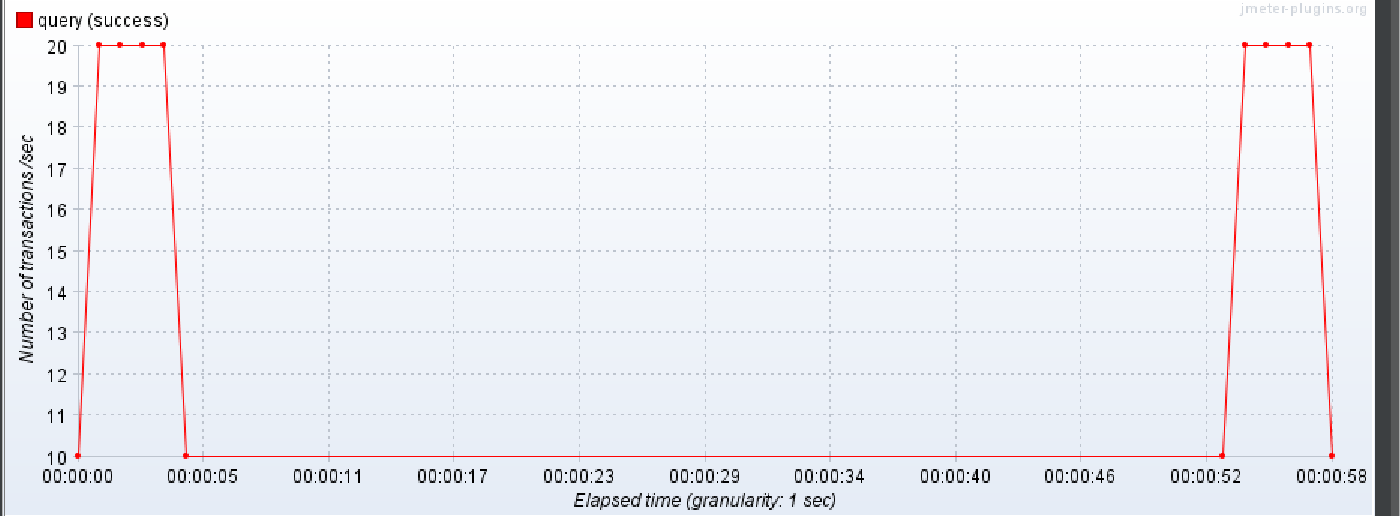 jmeter-plugins.org
query (success)
20
19
18
17
16
15
14
13
12
11
10
Number of transactions /sec
00:00:00 00:00:05 00:00:11 00:00:17 00:00:23 00:00:29 00:00:34 00:00:40 00:00:46 00:00:52 00:00:58
Elapsed time (granularity: 1 sec)